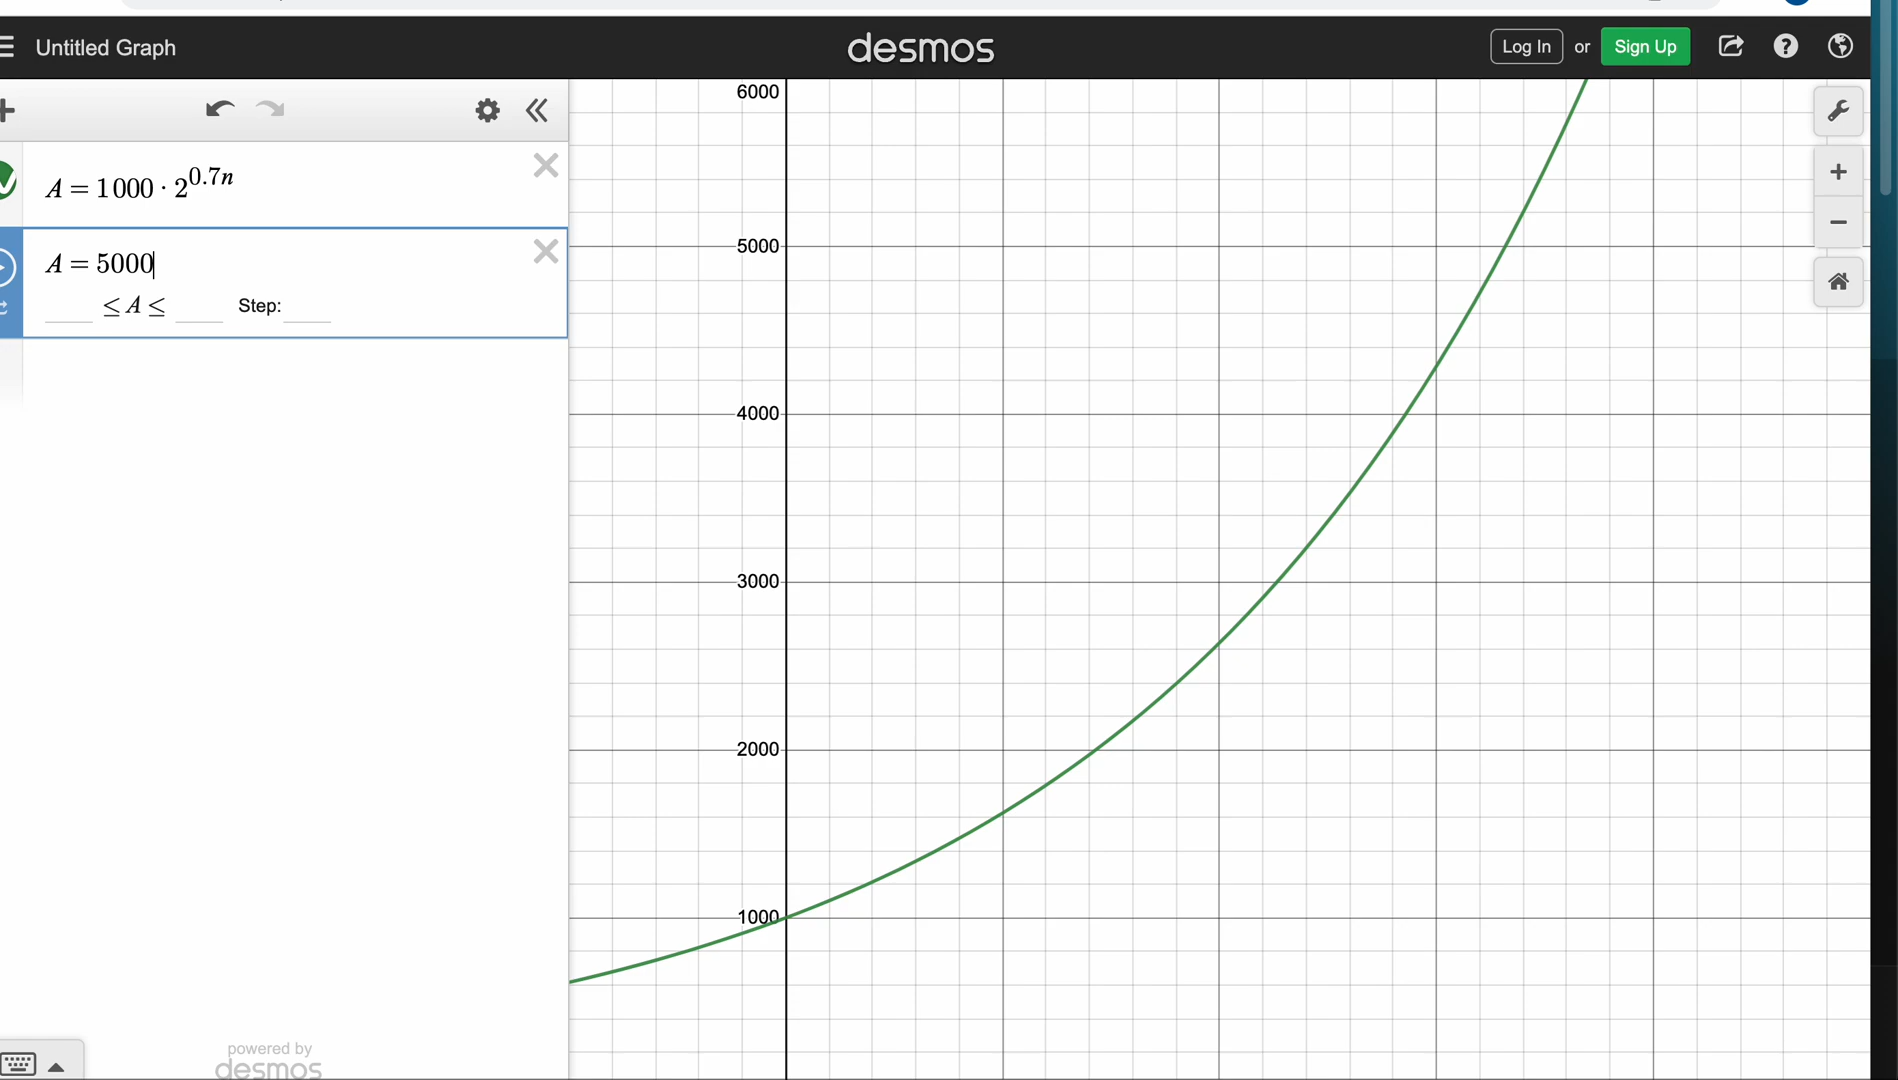 Untitled Graph
desmos
Log In or Sign Up
A = 1000 · 2^{0.7n}
A = 5000
≤ A ≤ Step:
6000
5000
4000
3000
2000
1000
powered by
desmos